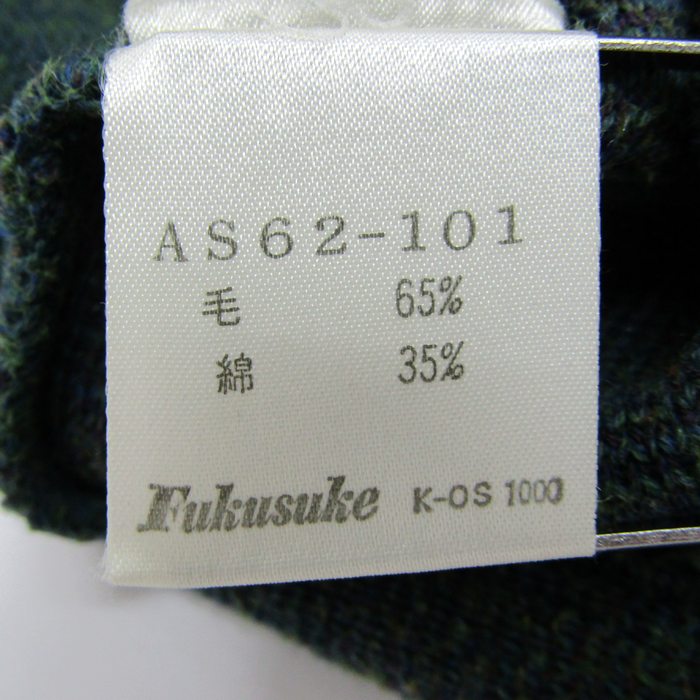 AS62-101
毛 65%
綿 35%
Fukusuke K-OS 1000